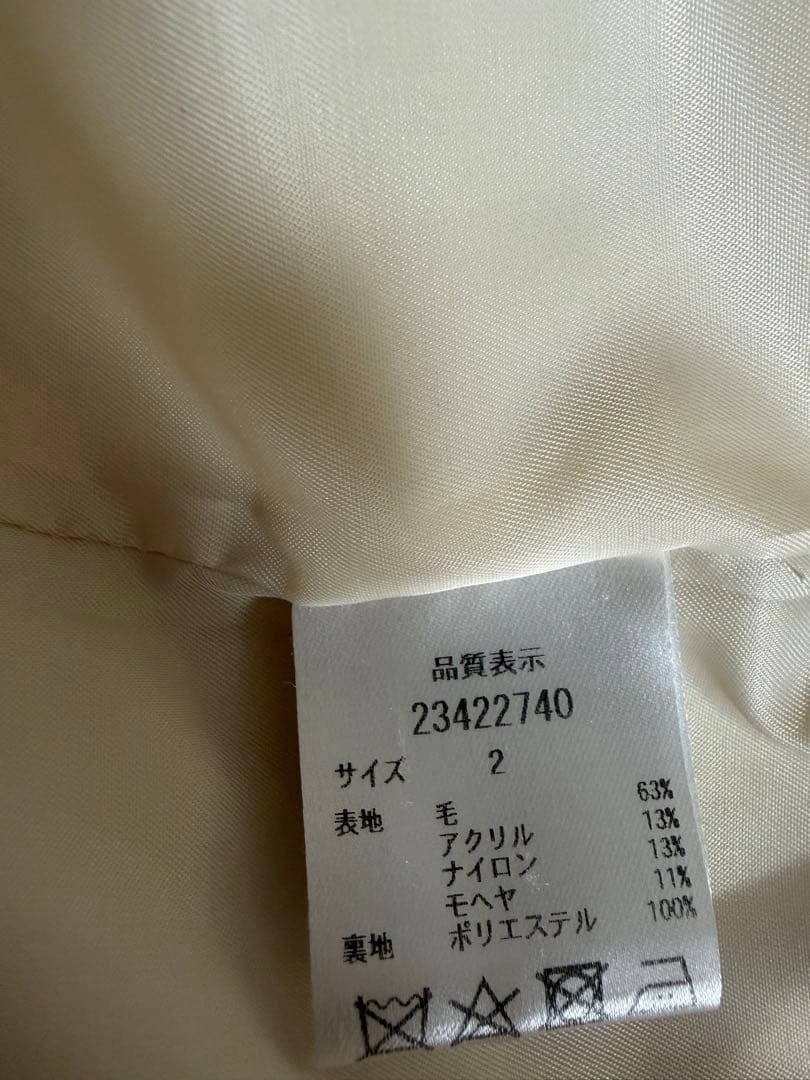 品質表示
23422740
サイズ 2
表地 毛 63%
アクリル 13%
ナイロン 13%
モヘヤ 11%
裏地 ポリエステル 100%